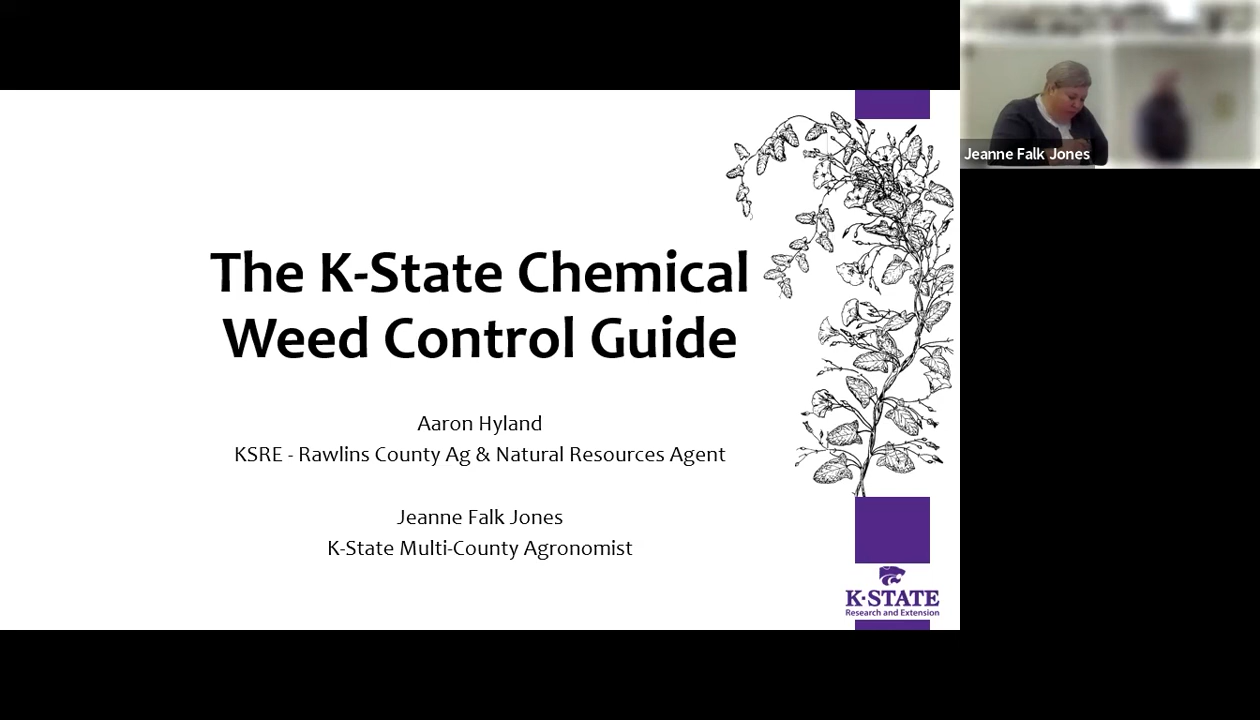 The K-State Chemical
Weed Control Guide
Aaron Hyland
KSRE - Rawlins County Ag & Natural Resources Agent
Jeanne Falk Jones
K-State Multi-County Agronomist
K-STATE
Research and Extension
Jeanne Falk Jones